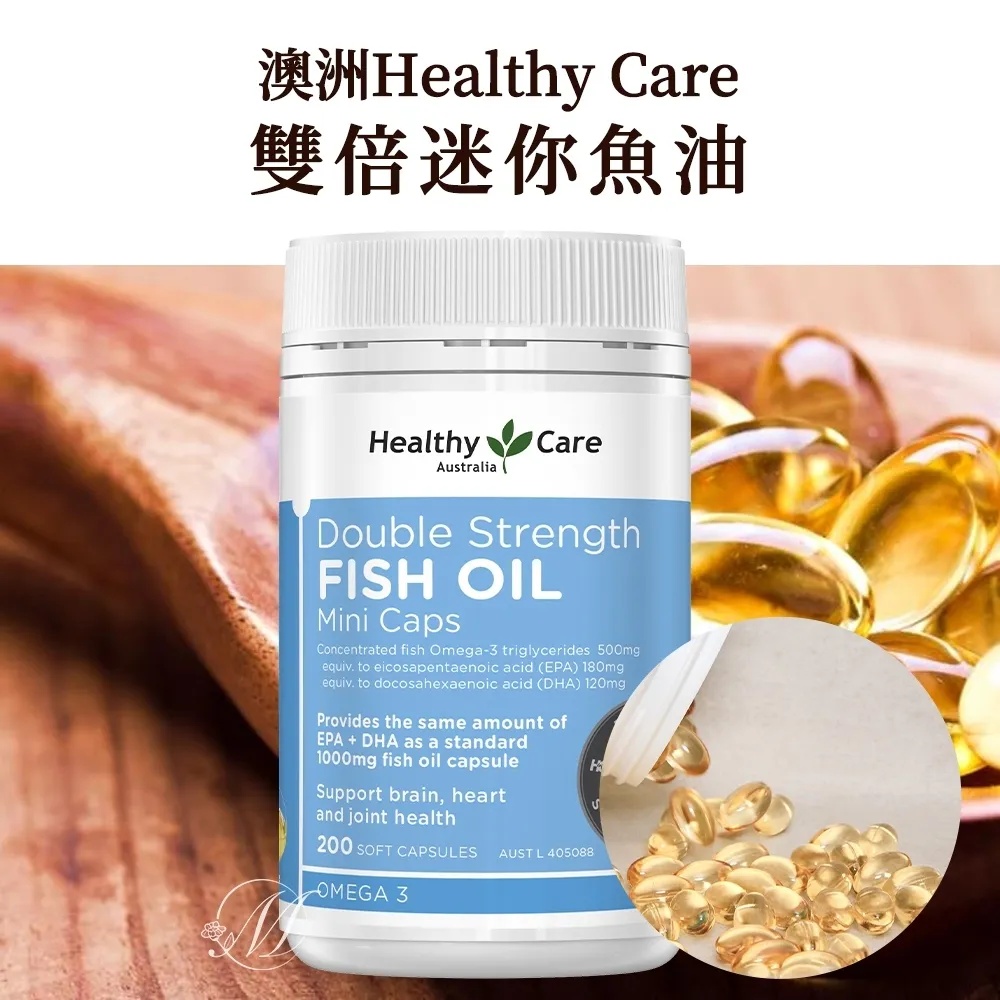 澳洲Healthy Care
雙倍迷你魚油
Healthy Care
Australia
Double Strength
FISH OIL
Mini Caps
Concentrated fish Omega-3 triglycerides 500mg
equiv. to eicosapentaenoic acid (EPA) 180mg
equiv. to docosahexaenoic acid (DHA) 120mg
Provides the same amount of
EPA + DHA as a standard
1000mg fish oil capsule
Support brain, heart
and joint health
200 SOFT CAPSULES AUST L 405088
OMEGA 3
M